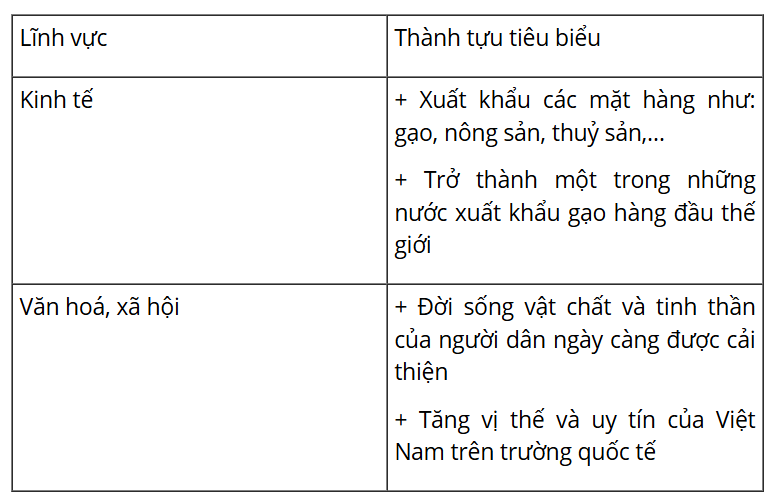 Lĩnh vực
Thành tựu tiêu biểu
Kinh tế
+ Xuất khẩu các mặt hàng như:
gạo, nông sản, thuỷ sản,...
+ Trở thành một trong những
nước xuất khẩu gạo hàng đầu thế
giới
Văn hoá, xã hội
+ Đời sống vật chất và tinh thần
của người dân ngày càng được cải
thiện
+ Tăng vị thế và uy tín của Việt
Nam trên trường quốc tế